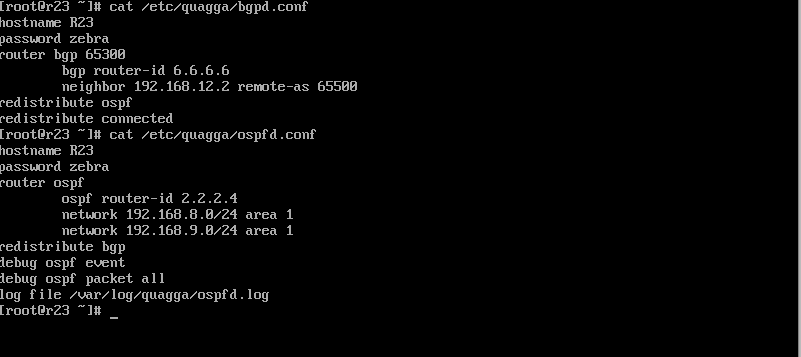 [root@r23 ~]# cat /etc/quagga/bgpd.conf
hostname R23
password zebra
router bgp 65300
        bgp router-id 6.6.6.6
        neighbor 192.168.12.2 remote-as 65500
redistribute ospf
redistribute connected
[root@r23 ~]# cat /etc/quagga/ospfd.conf
hostname R23
password zebra
router ospf
        ospf router-id 2.2.2.4
        network 192.168.8.0/24 area 1
        network 192.168.9.0/24 area 1
redistribute bgp
debug ospf event
debug ospf packet all
log file /var/log/quagga/ospfd.log
[root@r23 ~]# _